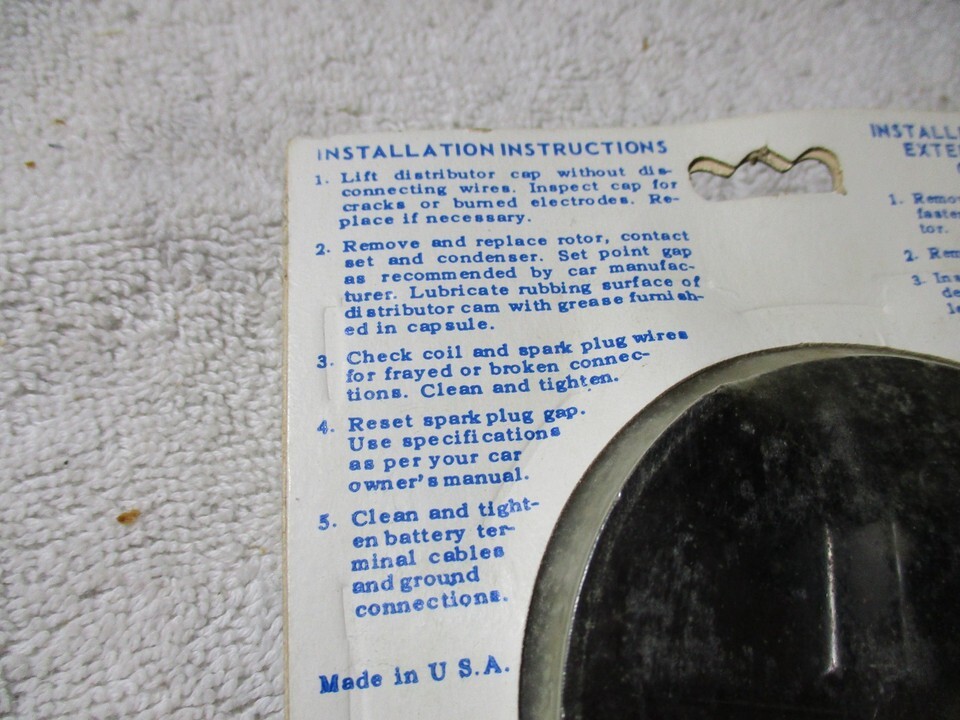 INSTALLATION INSTRUCTIONS
1. Lift distributor cap without dis-
connecting wires. Inspect cap for
cracks or burned electrodes. Re-
place if necessary.
2. Remove and replace rotor, contact
set and condenser. Set point gap
as recommended by car manufac-
turer. Lubricate rubbing surface of
distributor cam with grease furnish-
ed in capsule.
3. Check coil and spark plug wires
for frayed or broken connec-
tions. Clean and tighten.
4. Reset spark plug gap.
Use specifications
as per your car
owner's manual.
5. Clean and tight-
en battery ter-
minal cables
and ground
connections.
Made in U S.A.
INSTALL
EXTE
1. Remo
faste
tor.
2. Rem
3. Ins
de
le